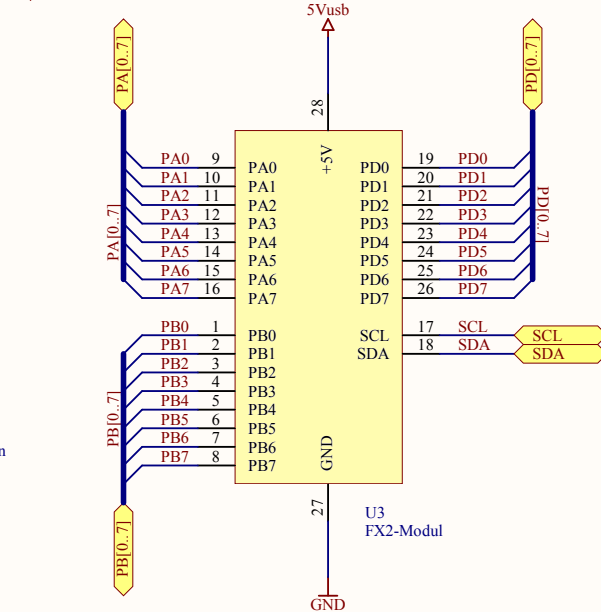 5Vusb
PA[0..7]
PD[0..7]
28
+5V
PA0 9 PA0 PD0 19 PD0
PA1 10 PA1 PD1 20 PD1
PA2 11 PA2 PD2 21 PD2
PA3 12 PA3 PD3 22 PD3
PA4 13 PA4 PD4 23 PD4
PA5 14 PA5 PD5 24 PD5
PA6 15 PA6 PD6 25 PD6
PA7 16 PA7 PD7 26 PD7
PA[0..7]
PD[0..7]
PB0 1 PB0 SCL 17 SCL SCL
PB1 2 PB1 SDA 18 SDA SDA
PB2 3 PB2
PB3 4 PB3
PB4 5 PB4
PB5 6 PB5
PB6 7 PB6
PB7 8 PB7
PB[0..7]
n
GND
27
U3
FX2-Modul
PB[0..7]
GND